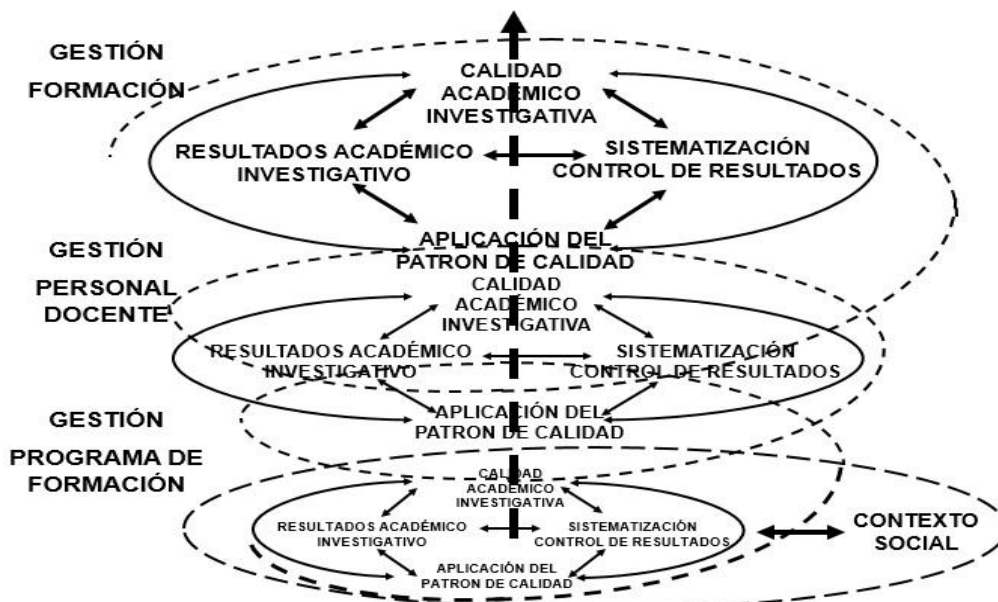 GESTIÓN
FORMACIÓN
CALIDAD
ACADÉMICO
INVESTIGATIVA
RESULTADOS ACADÉMICO
INVESTIGATIVO
SISTEMATIZACIÓN
CONTROL DE RESULTADOS
APLICACIÓN DEL
PATRON DE CALIDAD
GESTIÓN
PERSONAL
DOCENTE
CALIDAD
ACADÉMICO
INVESTIGATIVA
RESULTADOS ACADÉMICO
INVESTIGATIVO
SISTEMATIZACIÓN
CONTROL DE RESULTADOS
APLICACIÓN DEL
PATRON DE CALIDAD
GESTIÓN
PROGRAMA DE
FORMACIÓN
CALIDAD
ACADÉMICO
INVESTIGATIVA
RESULTADOS ACADÉMICO
INVESTIGATIVO
SISTEMATIZACIÓN
CONTROL DE RESULTADOS
APLICACIÓN DEL
PATRON DE CALIDAD
CONTEXTO
SOCIAL